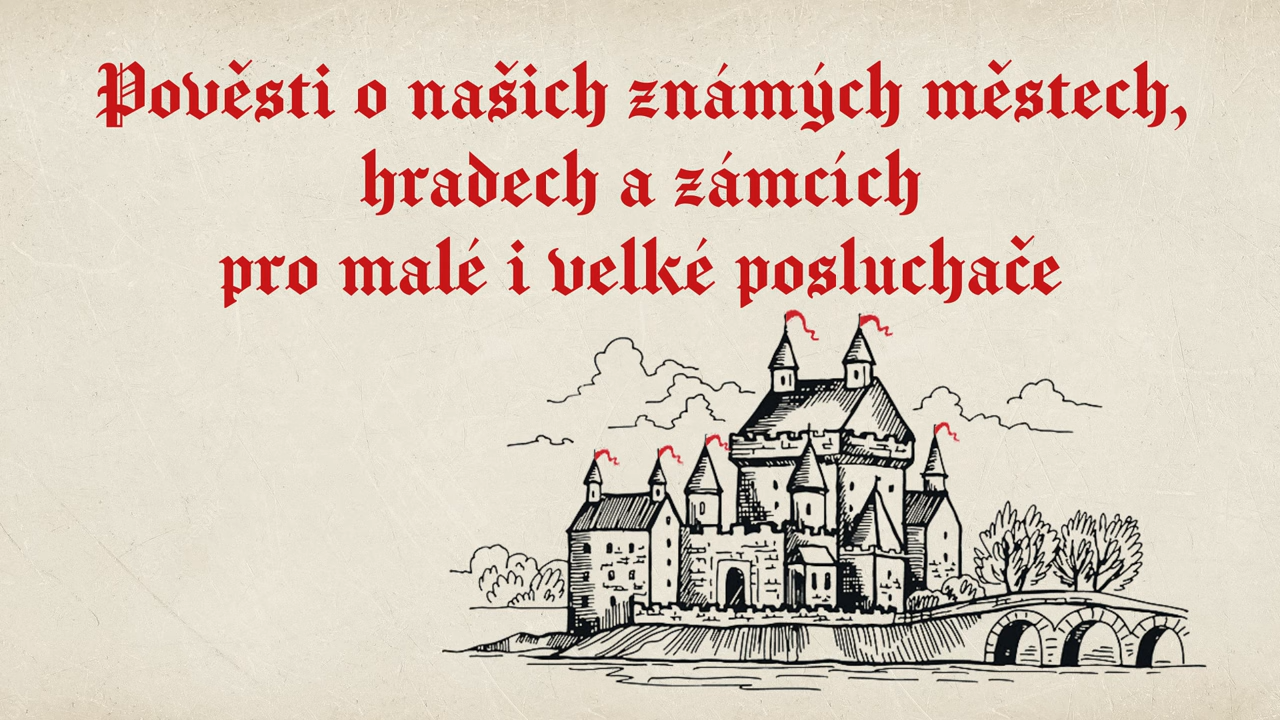 Pověsti o našich známých městech,
hradech a zámcích
pro malé i velké posluchače